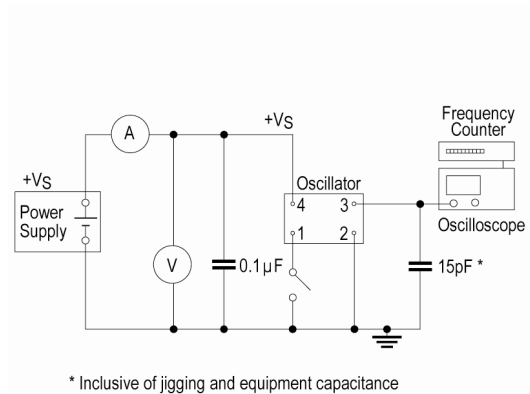 Frequency
Counter
+VS
A
Oscillator
+VS
4
3
Power
Supply
Oscilloscope
1
2
V
0.1µF
15pF *
* Inclusive of jigging and equipment capacitance